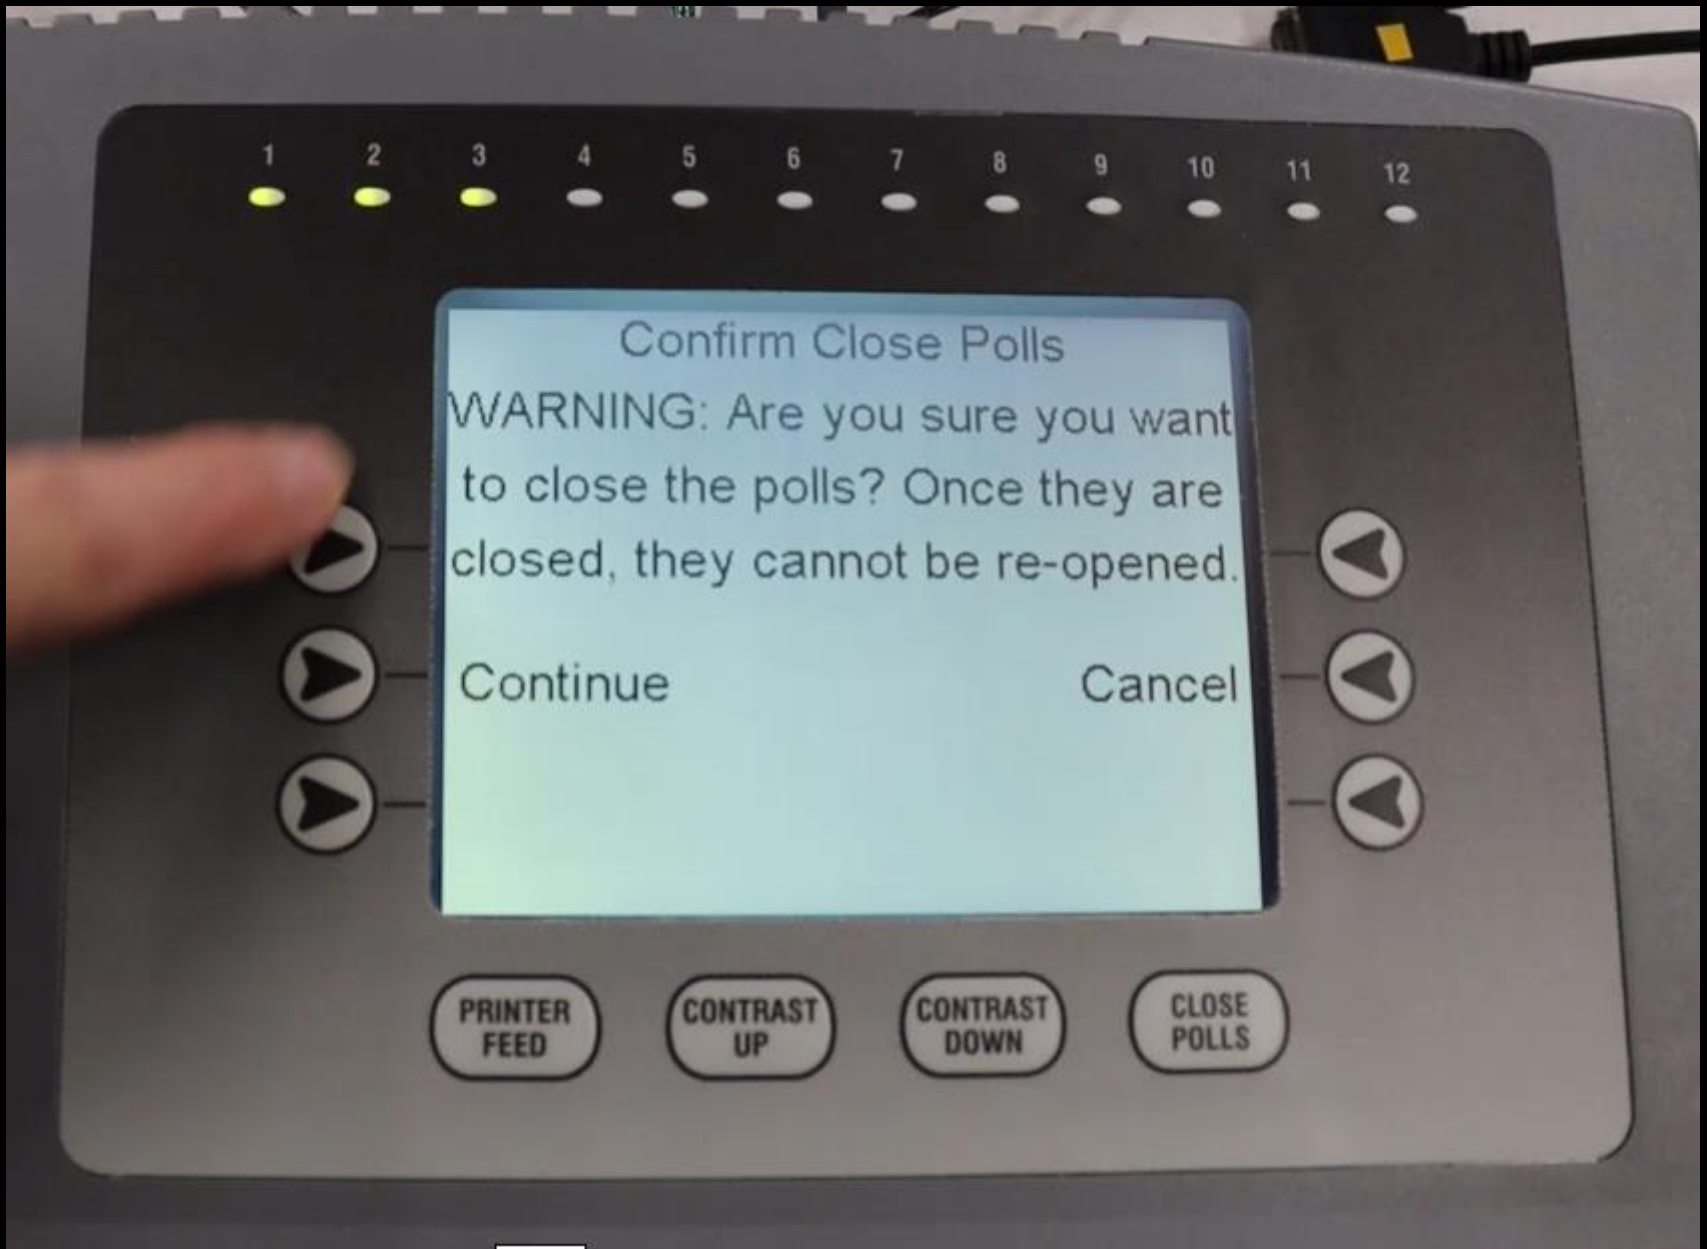 1 2 3 4 5 6 7 8 9 10 11 12
Confirm Close Polls
WARNING: Are you sure you want
to close the polls? Once they are
closed, they cannot be re-opened.
Continue Cancel
PRINTER
FEED
CONTRAST
UP
CONTRAST
DOWN
CLOSE
POLLS